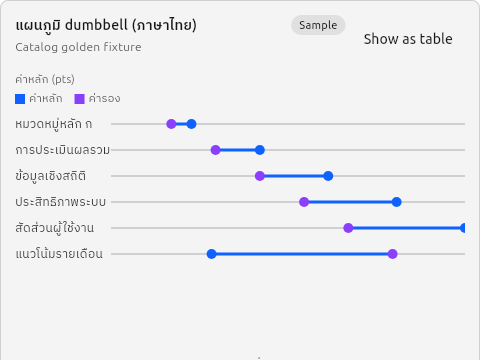 แผนภูมิ dumbbell (ภาษาไทย)
Sample
Show as table
Catalog golden fixture
ค่าหลัก (pts)
ค่าหลัก ค่ารอง
หมวดหมู่หลัก ก
การประเมินผลรวม
ข้อมูลเชิงสถิติ
ประสิทธิภาพระบบ
สัดส่วนผู้ใช้งาน
แนวโน้มรายเดือน